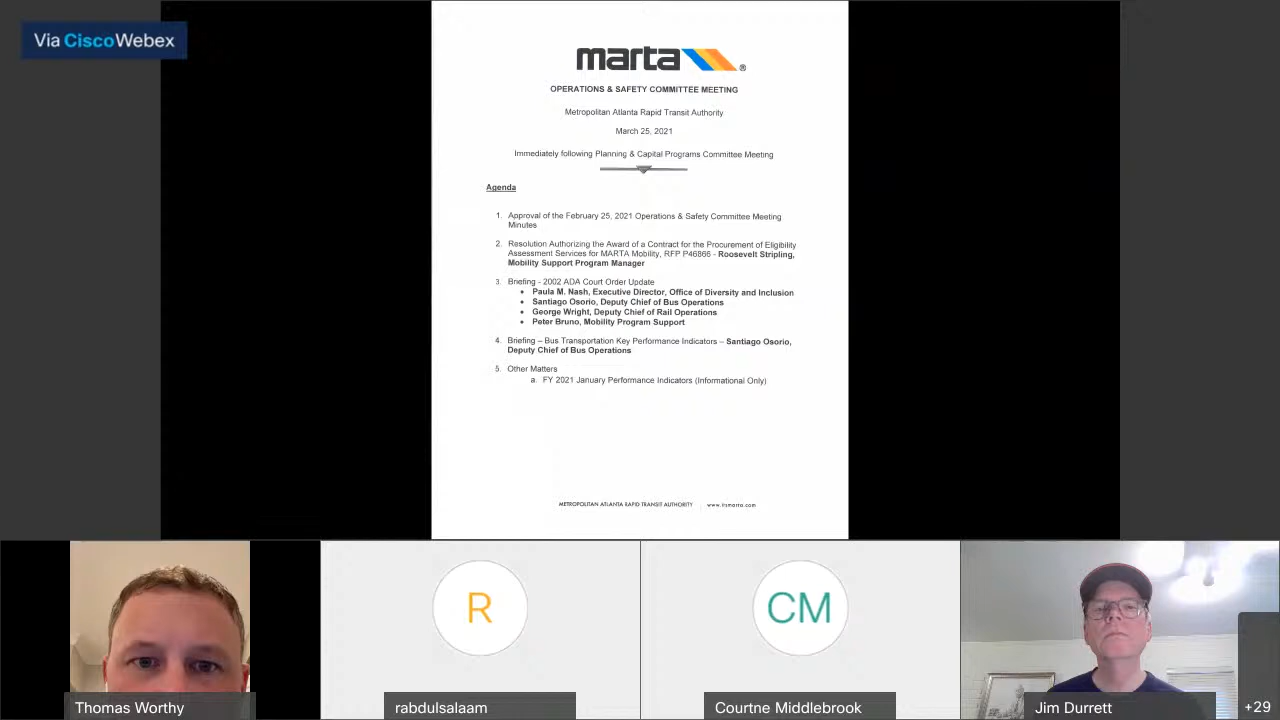 Via Cisco Webex
marta ®
OPERATIONS & SAFETY COMMITTEE MEETING
Metropolitan Atlanta Rapid Transit Authority
March 25, 2021
Immediately following Planning & Capital Programs Committee Meeting
Agenda
1. Approval of the February 25, 2021 Operations & Safety Committee Meeting
Minutes
2. Resolution Authorizing the Award of a Contract for the Procurement of Eligibility
Assessment Services for MARTA Mobility, RFP P46866 - Roosevelt Stripling,
Mobility Support Program Manager
3. Briefing - 2002 ADA Court Order Update
• Paula M. Nash, Executive Director, Office of Diversity and Inclusion
• Santiago Osorio, Deputy Chief of Bus Operations
• George Wright, Deputy Chief of Rail Operations
• Peter Bruno, Mobility Program Support
4. Briefing – Bus Transportation Key Performance Indicators – Santiago Osorio,
Deputy Chief of Bus Operations
5. Other Matters
a. FY 2021 January Performance Indicators (Informational Only)
METROPOLITAN ATLANTA RAPID TRANSIT AUTHORITY | www.itsmarta.com
R
CM
Thomas Worthy
rabdulsalaam
Courtne Middlebrook
Jim Durrett
+29